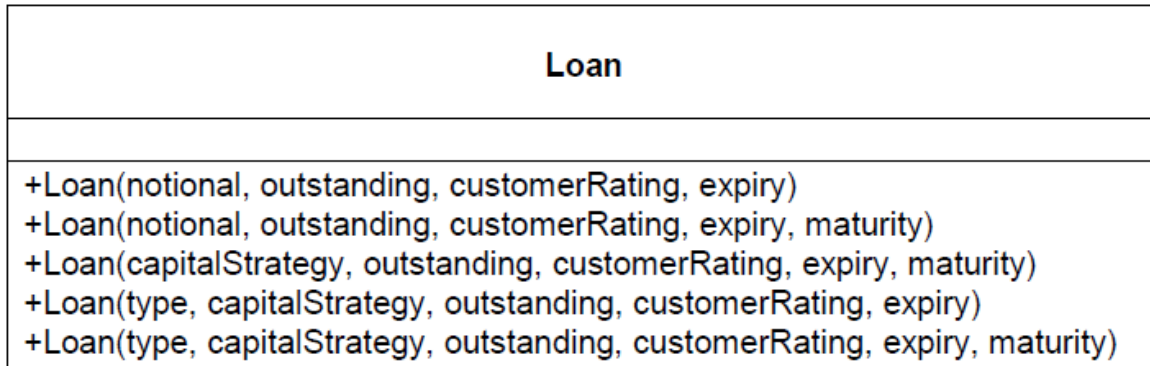 Loan
+Loan(notional, outstanding, customerRating, expiry)
+Loan(notional, outstanding, customerRating, expiry, maturity)
+Loan(capitalStrategy, outstanding, customerRating, expiry, maturity)
+Loan(type, capitalStrategy, outstanding, customerRating, expiry)
+Loan(type, capitalStrategy, outstanding, customerRating, expiry, maturity)